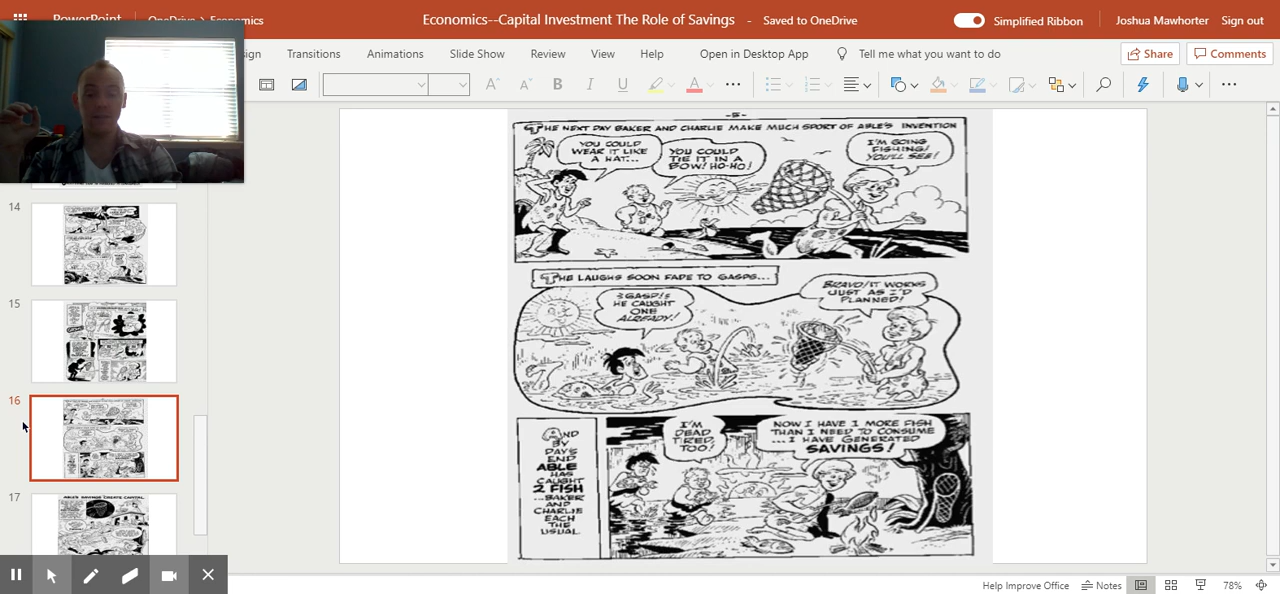 PowerPoint
OneDrive > Economics
Economics--Capital Investment The Role of Savings - Saved to OneDrive
Simplified Ribbon
Joshua Mawhorter
Sign out
sign
Transitions
Animations
Slide Show
Review
View
Help
Open in Desktop App
Tell me what you want to do
Share
Comments
14
15
16
17
-5-
THE NEXT DAY BAKER AND CHARLIE MAKE MUCH SPORT OF ABLE'S INVENTION
YOU COULD
WEAR IT LIKE
A HAT...
YOU COULD
TIE IT IN A
BOW! HO-HO!
I'M GOING
FISHING!
YOU'LL SEE!
THE LAUGHS SOON FADE TO GASPS...
GASP!
HE CAUGHT
ONE
ALREADY!
BRAVO! IT WORKS
JUST AS I'D
PLANNED!
AND
BY
DAY'S
END
ABLE
HAS
CAUGHT
2 FISH
...BAKER
AND
CHARLIE
EACH
THE
USUAL
I'M
DEAD
TIRED,
TOO!
NOW I HAVE 1 MORE FISH
THAN I NEED TO CONSUME
...I HAVE GENERATED
SAVINGS!
ABLE'S SAVINGS CREATE CAPITAL
Help Improve Office
Notes
78%